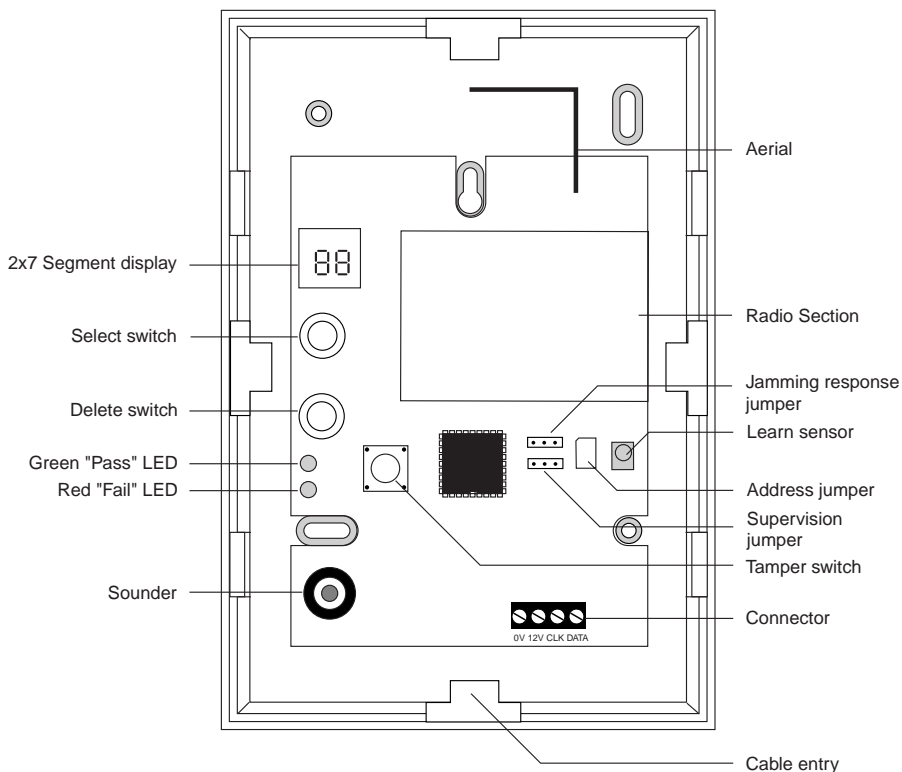 Aerial
2x7 Segment display
88
Select switch
Radio Section
Delete switch
Jamming response
jumper
Learn sensor
Green "Pass" LED
Red "Fail" LED
Address jumper
Supervision
jumper
Tamper switch
Sounder
Connector
0V 12V CLK DATA
Cable entry